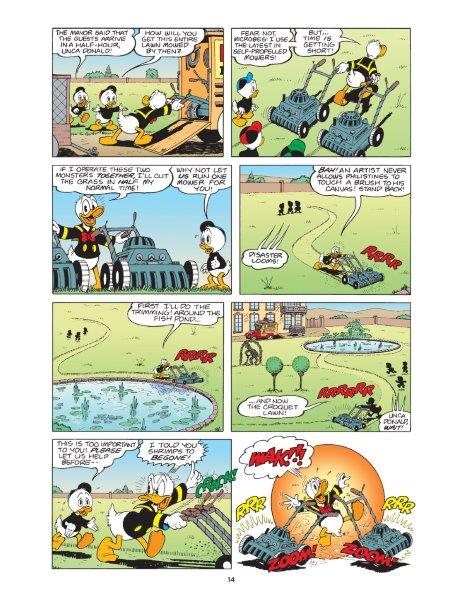 THE MAYOR SAID THAT
THE GUESTS ARRIVE
IN A HALF-HOUR,
UNCA DONALD!
HOW WILL YOU
GET THIS ENTIRE
LAWN MOWED
BY THEN?
FEAR NOT,
MICROBES! I USE
THE LATEST IN
SELF-PROPELLED
MOWERS!
BUT...
TIME IS
GETTING
SHORT!
IF I OPERATE THESE TWO
MONSTERS TOGETHER, I'LL CUT
THE GRASS IN HALF MY
NORMAL TIME!
WHY NOT LET
US RUN ONE
MOWER FOR
YOU!
BAH! AN ARTIST NEVER
ALLOWS PHILISTINES TO
TOUCH A BRUSH TO HIS
CANVAS! STAND BACK!
DISASTER
LOOMS!
RRRR
FIRST I'LL DO THE
TRIMMING! AROUND THE
FISH POND...
RRRR
...AND NOW
THE CROQUET
LAWN!
RRRRRR
UNCA
DONALD,
WAIT!
THIS IS TOO IMPORTANT
TO YOU! PLEASE
LET US HELP
BEFORE--
I TOLD YOU
SHRIMPS TO
BEGONE!
CRICK!
WAK!!
RRR
RRR
ZOOM!
ZOOM!
14